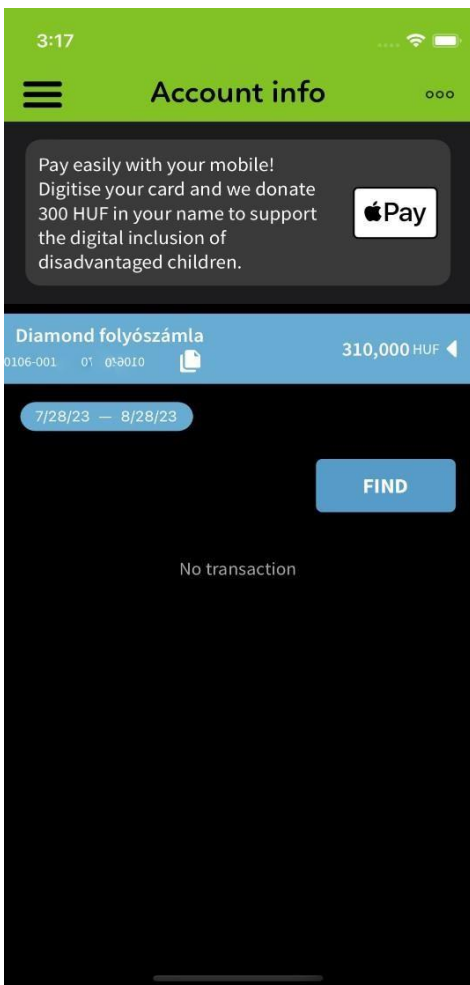 3:17
Account info
Pay easily with your mobile!
Digitise your card and we donate
300 HUF in your name to support
the digital inclusion of
disadvantaged children.
Pay
Diamond folyószámla
310,000 HUF
0106-001
7/28/23 — 8/28/23
FIND
No transaction